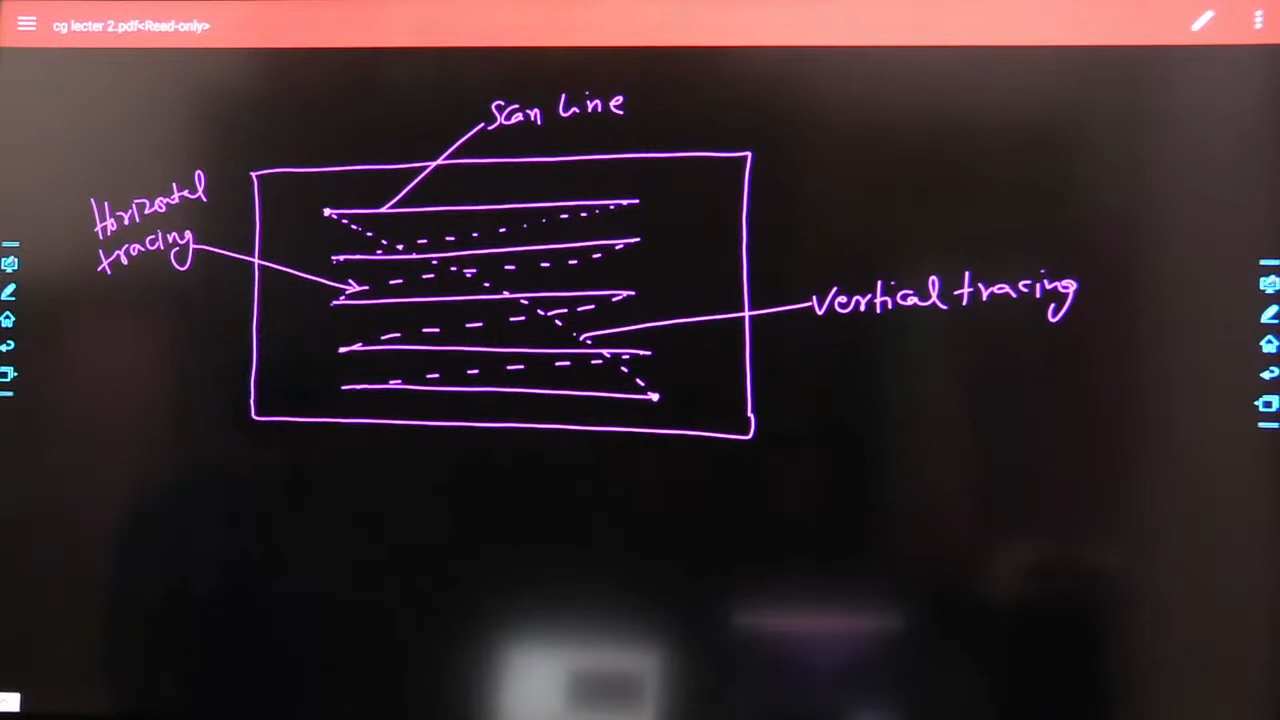 cg lecter 2.pdf<Read-only>
Scan Line
Horizontal
tracing
Vertical tracing